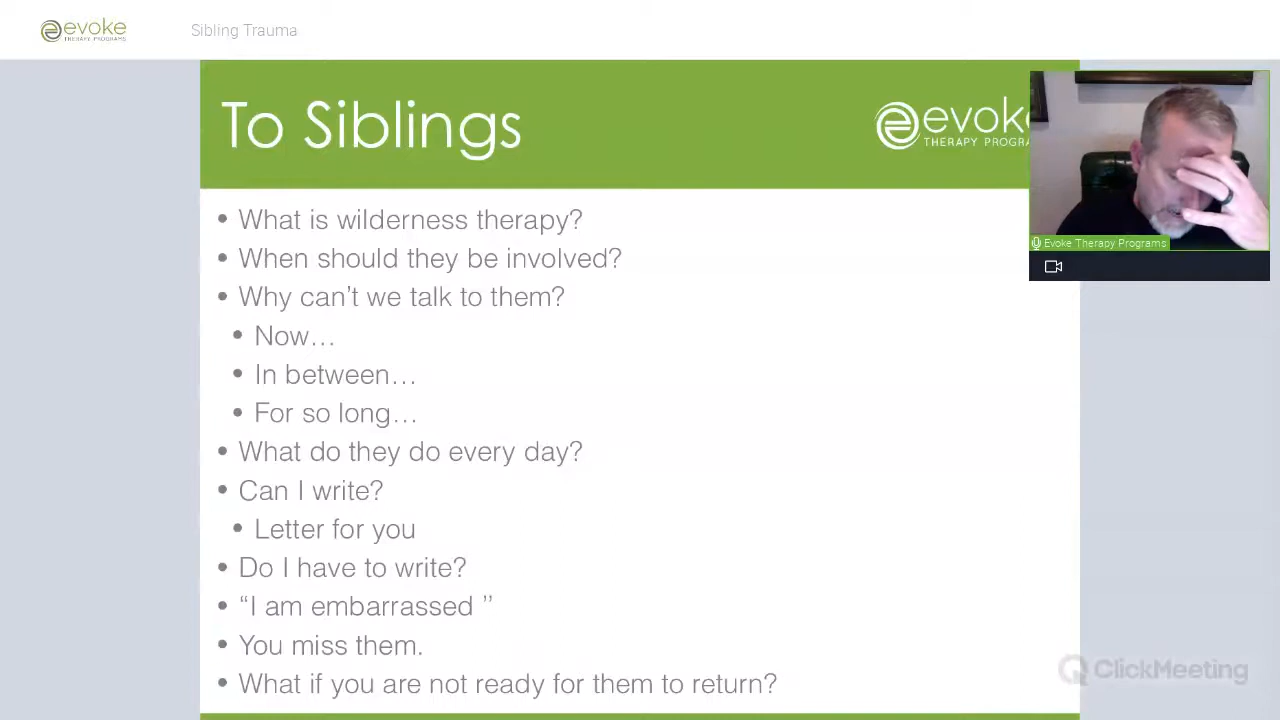 evoke
THERAPY PROGRAMS
Sibling Trauma
To Siblings
evoke
THERAPY PROGR
Evoke Therapy Programs
• What is wilderness therapy?
• When should they be involved?
• Why can’t we talk to them?
• Now…
• In between…
• For so long…
• What do they do every day?
• Can I write?
• Letter for you
• Do I have to write?
• “I am embarrassed ”
• You miss them.
• What if you are not ready for them to return?
ClickMeeting